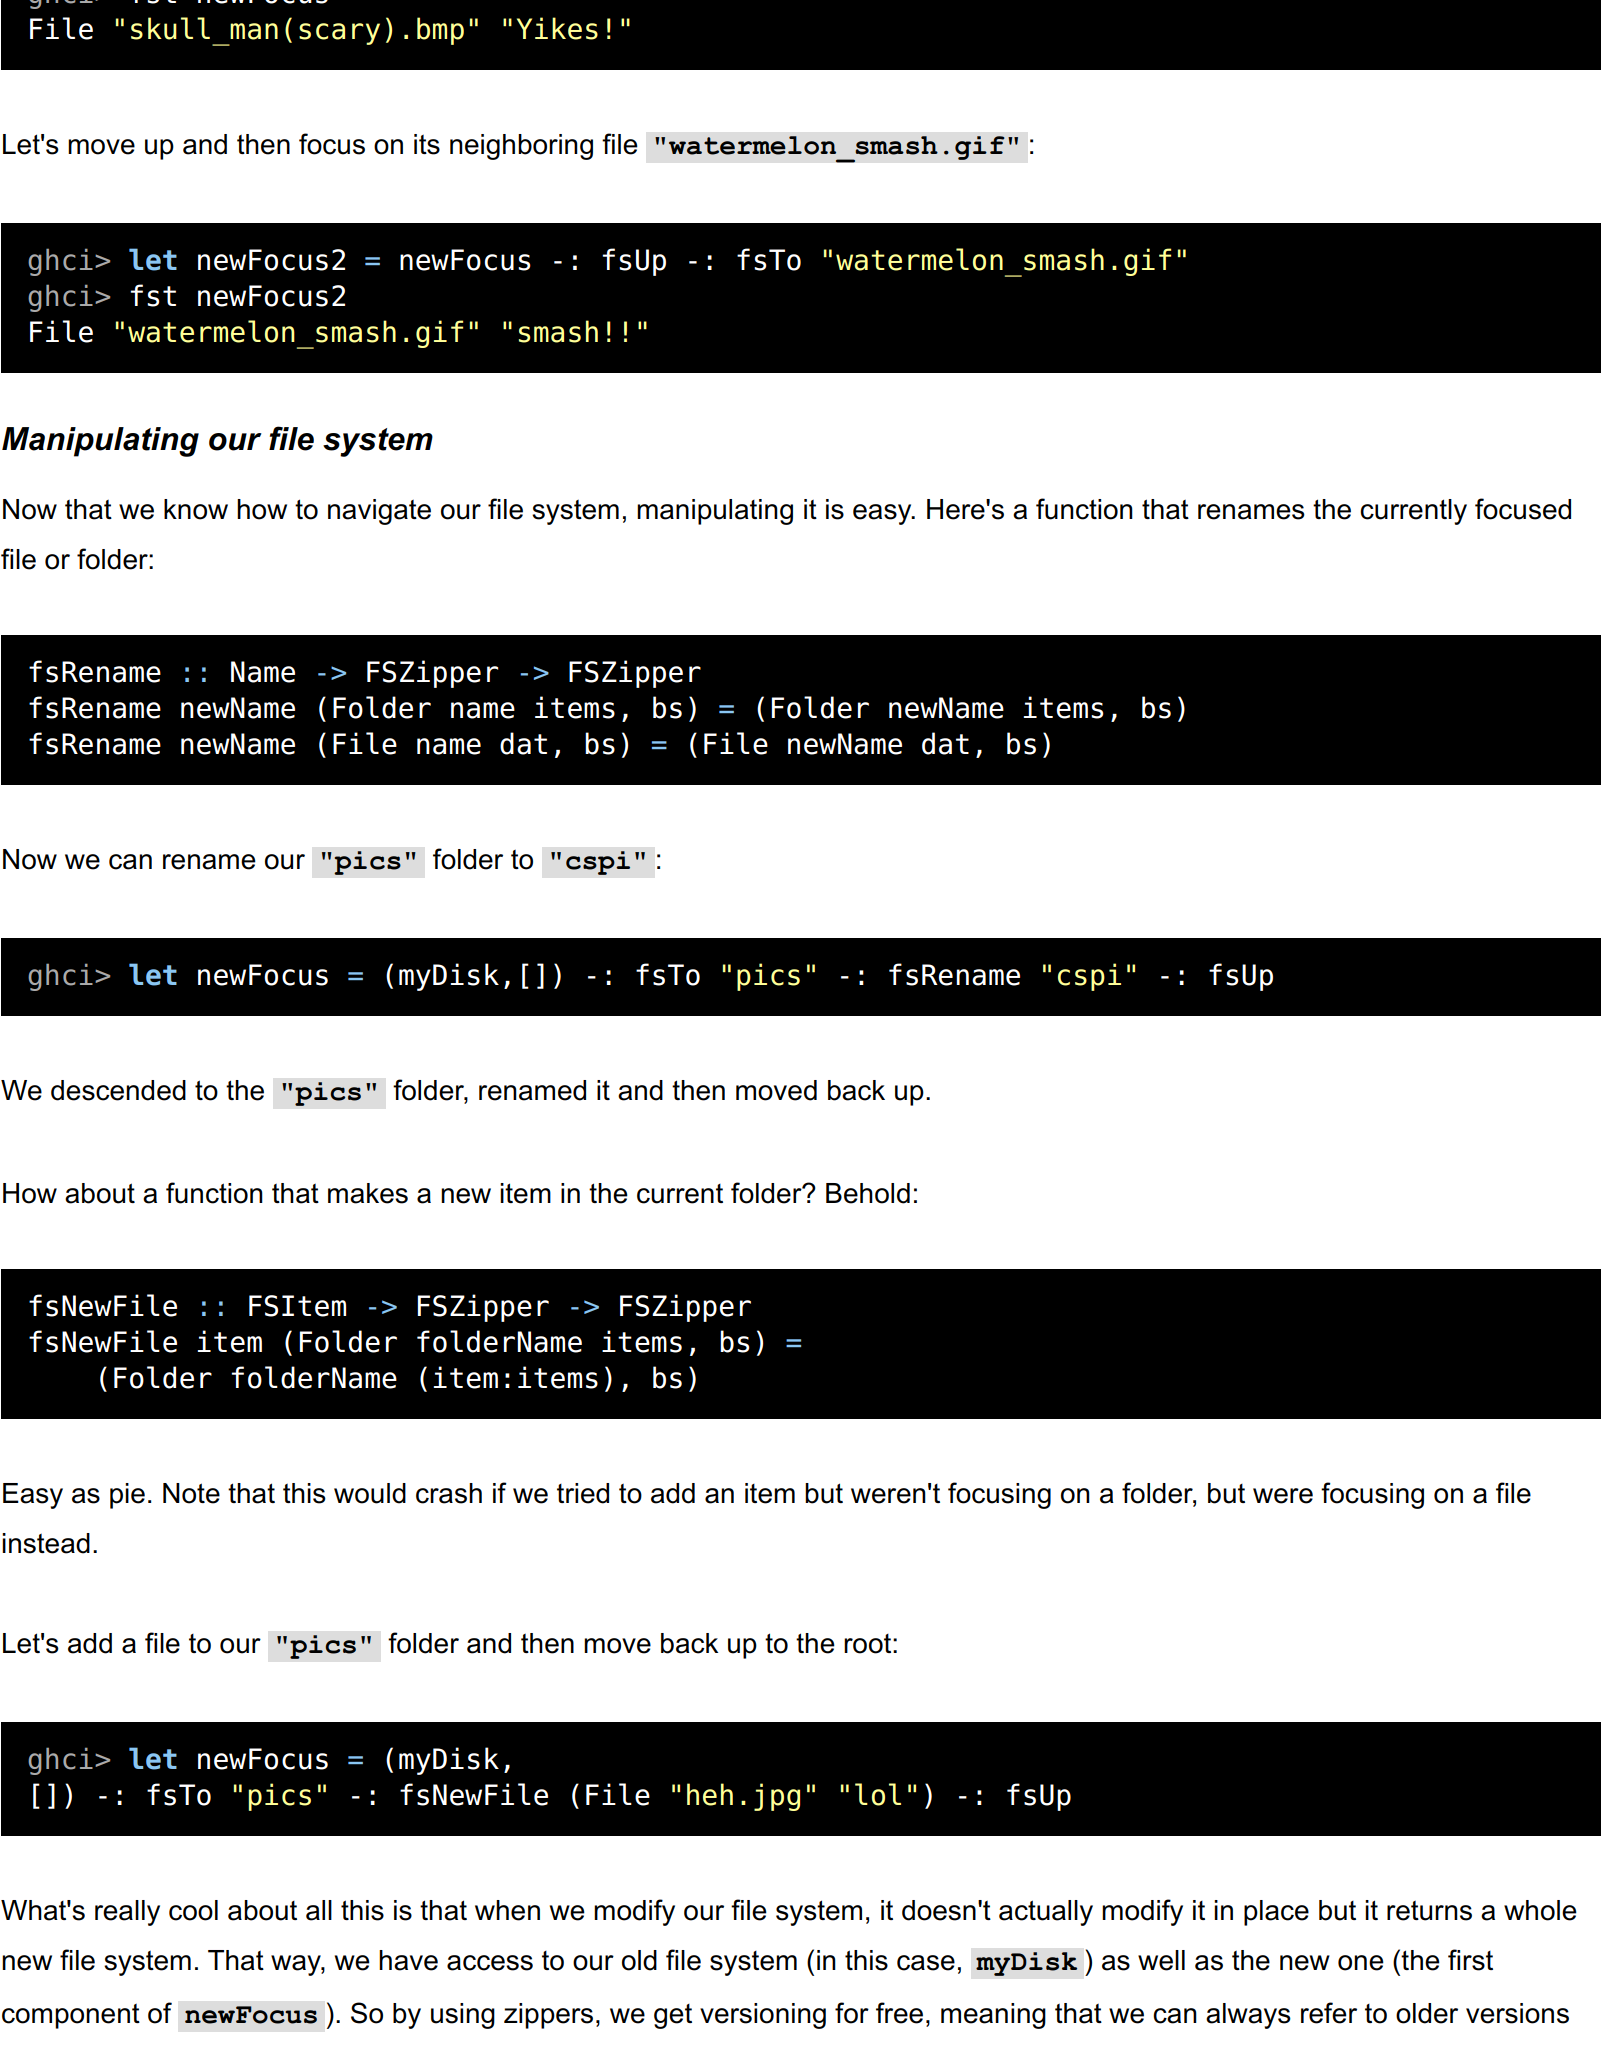 File "skull_man(scary).bmp" "Yikes!"
Let's move up and then focus on its neighboring file "watermelon_smash.gif":
ghci> let newFocus2 = newFocus -: fsUp -: fsTo "watermelon_smash.gif"
ghci> fst newFocus2
File "watermelon_smash.gif" "smash!!"
Manipulating our file system
Now that we know how to navigate our file system, manipulating it is easy. Here's a function that renames the currently focused
file or folder:
fsRename :: Name -> FSZipper -> FSZipper
fsRename newName (Folder name items, bs) = (Folder newName items, bs)
fsRename newName (File name dat, bs) = (File newName dat, bs)
Now we can rename our "pics" folder to "cspi":
ghci> let newFocus = (myDisk,[]) -: fsTo "pics" -: fsRename "cspi" -: fsUp
We descended to the "pics" folder, renamed it and then moved back up.
How about a function that makes a new item in the current folder? Behold:
fsNewFile :: FSItem -> FSZipper -> FSZipper
fsNewFile item (Folder folderName items, bs) =
    (Folder folderName (item:items), bs)
Easy as pie. Note that this would crash if we tried to add an item but weren't focusing on a folder, but were focusing on a file
instead.
Let's add a file to our "pics" folder and then move back up to the root:
ghci> let newFocus = (myDisk,
[]) -: fsTo "pics" -: fsNewFile (File "heh.jpg" "lol") -: fsUp
What's really cool about all this is that when we modify our file system, it doesn't actually modify it in place but it returns a whole
new file system. That way, we have access to our old file system (in this case, myDisk) as well as the new one (the first
component of newFocus). So by using zippers, we get versioning for free, meaning that we can always refer to older versions